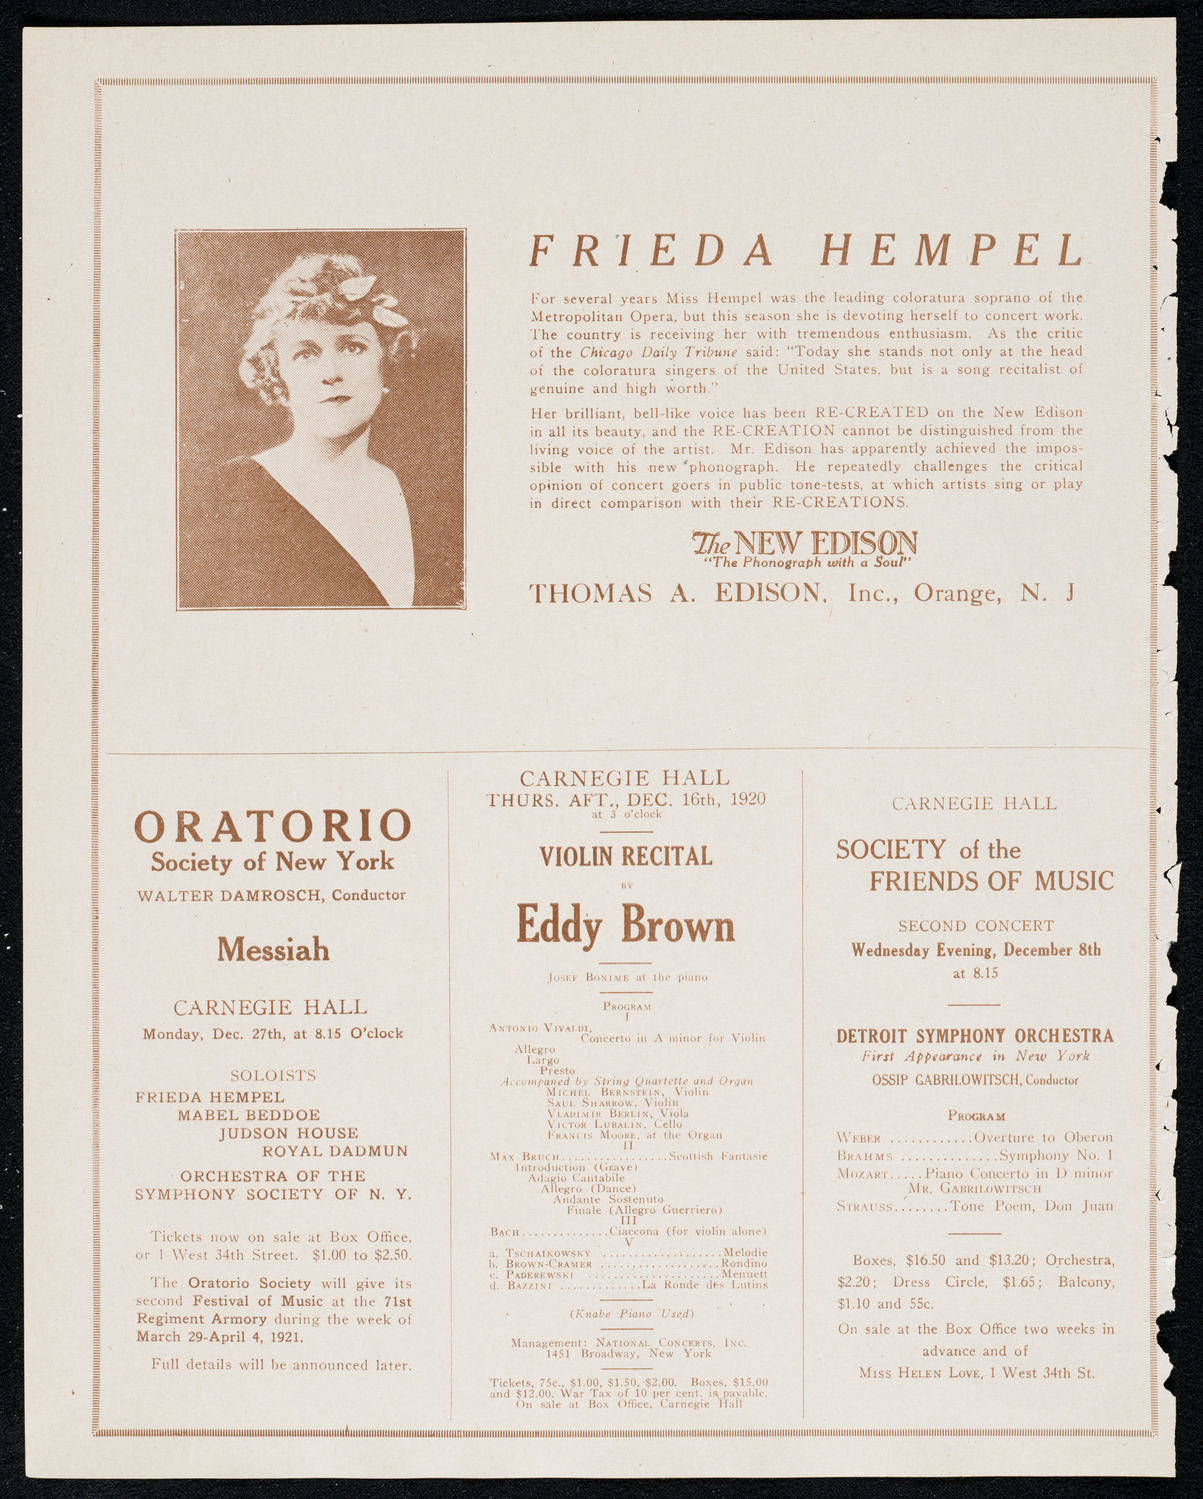 FRIEDA HEMPEL
For several years Miss Hempel was the leading coloratura soprano of the
Metropolitan Opera, but this season she is devoting herself to concert work.
The country is receiving her with tremendous enthusiasm. As the critic
of the Chicago Daily Tribune said: "Today she stands not only at the head
of the coloratura singers of the United States, but is a song recitalist of
genuine and high worth."
Her brilliant, bell-like voice has been RE-CREATED on the New Edison
in all its beauty, and the RE-CREATION cannot be distinguished from the
living voice of the artist. Mr. Edison has apparently achieved the impos-
sible with his new phonograph. He repeatedly challenges the critical
opinion of concert goers in public tone-tests, at which artists sing or play
in direct comparison with their RE-CREATIONS.
The NEW EDISON
"The Phonograph with a Soul"
THOMAS A. EDISON, Inc., Orange, N. J
ORATORIO
Society of New York
WALTER DAMROSCH, Conductor
Messiah
CARNEGIE HALL
Monday, Dec. 27th, at 8.15 O'clock
SOLOISTS
FRIEDA HEMPEL
MABEL BEDDOE
JUDSON HOUSE
ROYAL DADMUN
ORCHESTRA OF THE
SYMPHONY SOCIETY OF N. Y.
Tickets now on sale at Box Office,
or 1 West 34th Street. $1.00 to $2.50.
The Oratorio Society will give its
second Festival of Music at the 71st
Regiment Armory during the week of
March 29-April 4, 1921.
Full details will be announced later.
CARNEGIE HALL
THURS. AFT., DEC. 16th, 1920
at 3 o'clock
VIOLIN RECITAL
BY
Eddy Brown
JOSEF BONIME at the piano
PROGRAM
I
ANTONIO VIVALDI,
Concerto in A minor for Violin
Allegro
Largo
Presto
Accompaned by String Quartette and Organ
MICHEL BERNSTEIN, Violin
SAUL SHARROW, Violin
VLADIMIR BERLIN, Viola
VICTOR LUBALIN, Cello
FRANCIS MOORE, at the Organ
II
MAX BRUCH.................Scottish Fantasie
Introduction (Grave)
Adagio Cantabile
Allegro (Dance)
Andante Sostenuto
Finale (Allegro Guerriero)
III
BACH.............Ciaccona (for violin alone)
V
a. TSCHAIKOWSKY ....................Melodie
b. BROWN-CRAMER ....................Rondino
c. PADEREWSKI ......................Menuett
d. BAZZINI .............La Ronde des Lutins
(Knabe Piano Used)
Management: NATIONAL CONCERTS, INC.
1451 Broadway, New York
Tickets, 75c., $1.00, $1.50, $2.00. Boxes, $15.00
and $12.00. War Tax of 10 per cent. is payable.
On sale at Box Office, Carnegie Hall
CARNEGIE HALL
SOCIETY of the
FRIENDS OF MUSIC
SECOND CONCERT
Wednesday Evening, December 8th
at 8.15
DETROIT SYMPHONY ORCHESTRA
First Appearance in New York
OSSIP GABRILOWITSCH, Conductor
PROGRAM
WEBER ............Overture to Oberon
BRAHMS ..............Symphony No. 1
MOZART.....Piano Concerto in D minor
MR. GABRILOWITSCH
STRAUSS........Tone Poem, Don Juan
Boxes, $16.50 and $13.20; Orchestra,
$2.20; Dress Circle, $1.65; Balcony,
$1.10 and 55c.
On sale at the Box Office two weeks in
advance and of
MISS HELEN LOVE, 1 West 34th St.